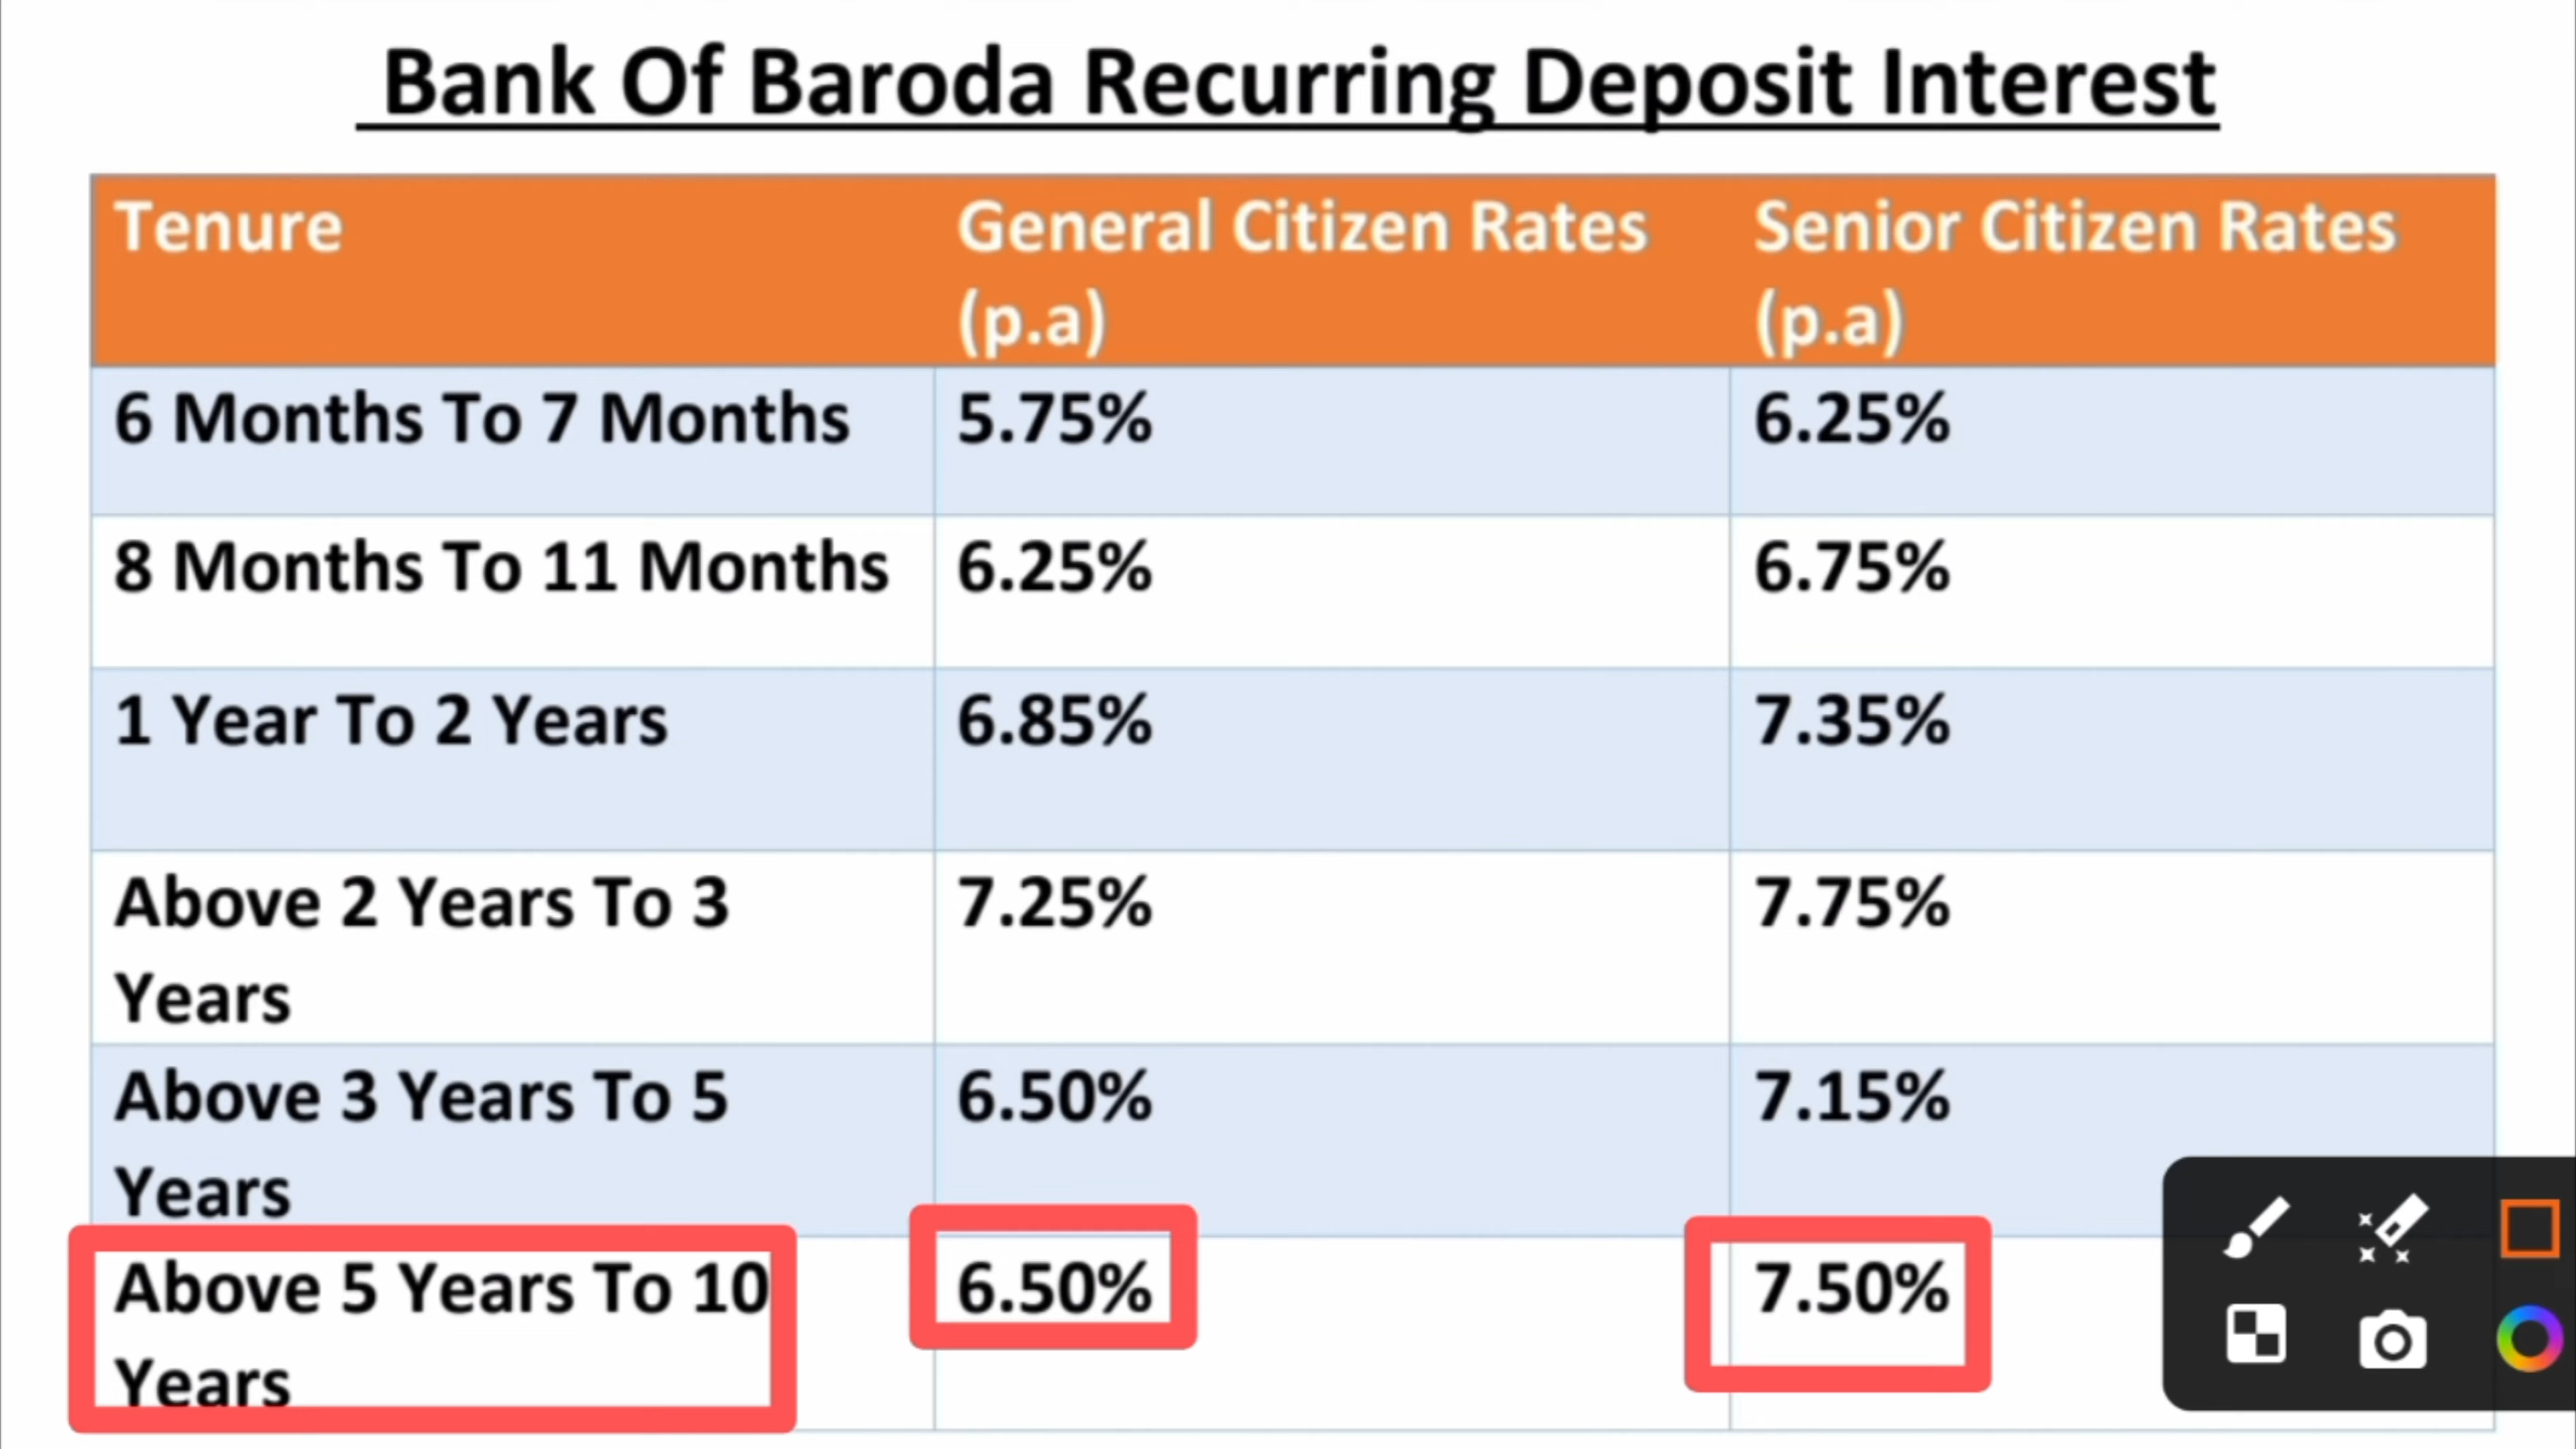 Bank Of Baroda Recurring Deposit Interest
Tenure
General Citizen Rates
(p.a)
Senior Citizen Rates
(p.a)
6 Months To 7 Months
5.75%
6.25%
8 Months To 11 Months
6.25%
6.75%
1 Year To 2 Years
6.85%
7.35%
Above 2 Years To 3
Years
7.25%
7.75%
Above 3 Years To 5
Years
6.50%
7.15%
Above 5 Years To 10
Years
6.50%
7.50%